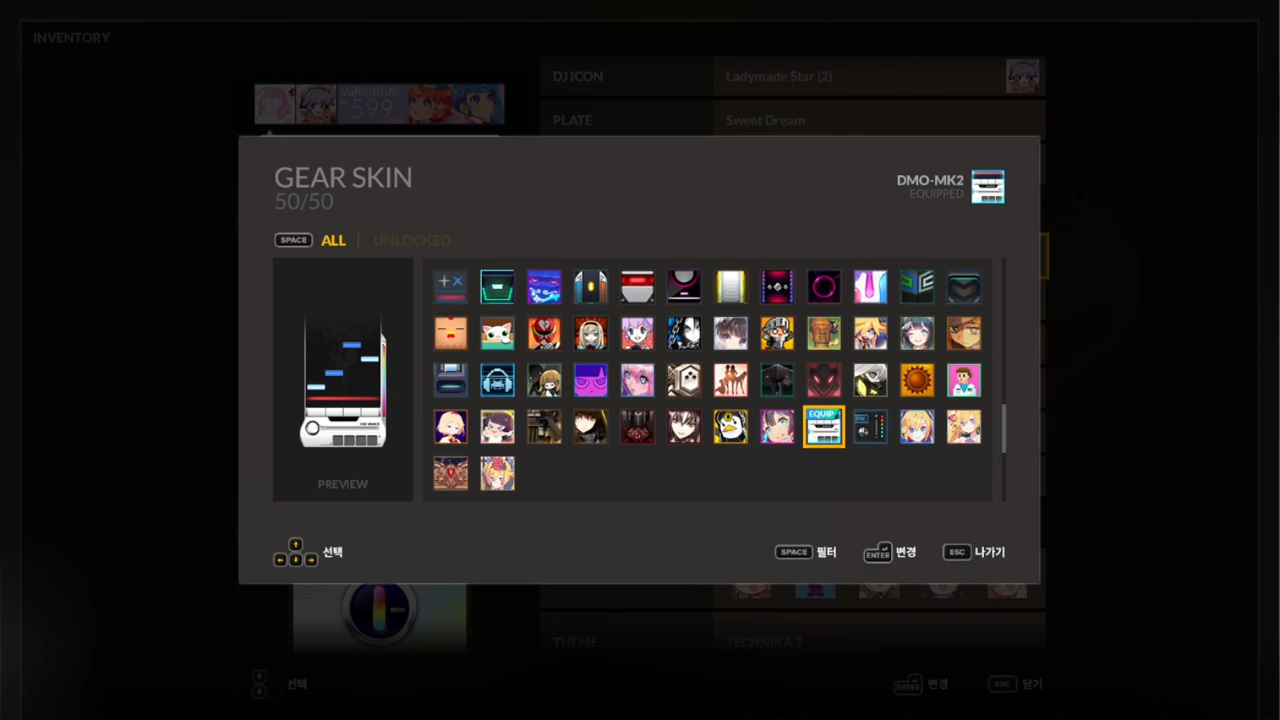 INVENTORY
DJ ICON
Ladymade Star (2)
ValenBoA
599
PLATE
Sweet Dream
GEAR SKIN
50/50
DMO-MK2
EQUIPPED
SPACE ALL UNLOCKED
EQUIP
PREVIEW
선택
SPACE 필터
ENTER 변경
ESC 나가기
THEME
TECHNIKA 2
선택
ENTER 변경
ESC 닫기